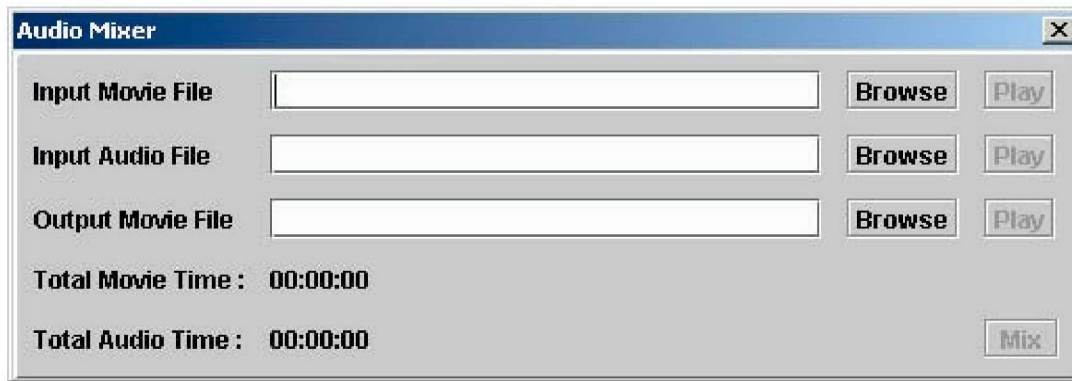 Audio Mixer
Input Movie File Browse Play
Input Audio File Browse Play
Output Movie File Browse Play
Total Movie Time : 00:00:00
Total Audio Time : 00:00:00 Mix